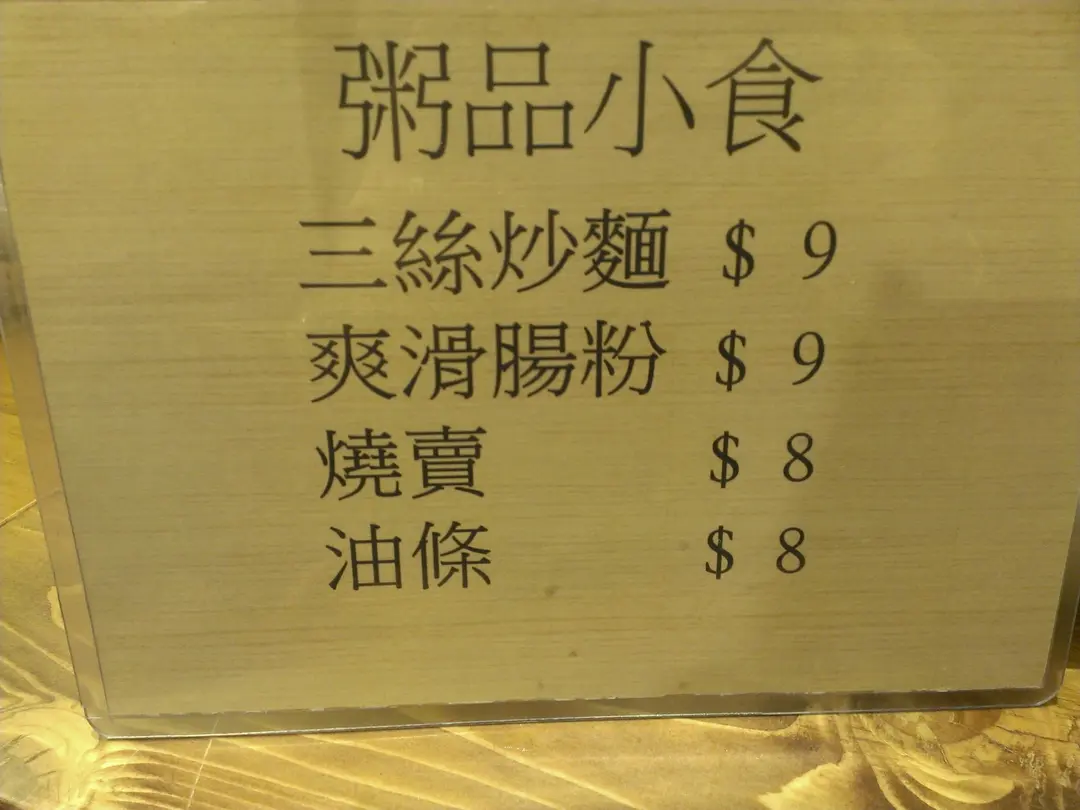 粥品小食
三絲炒麵 $ 9
爽滑腸粉 $ 9
燒賣 $ 8
油條 $ 8